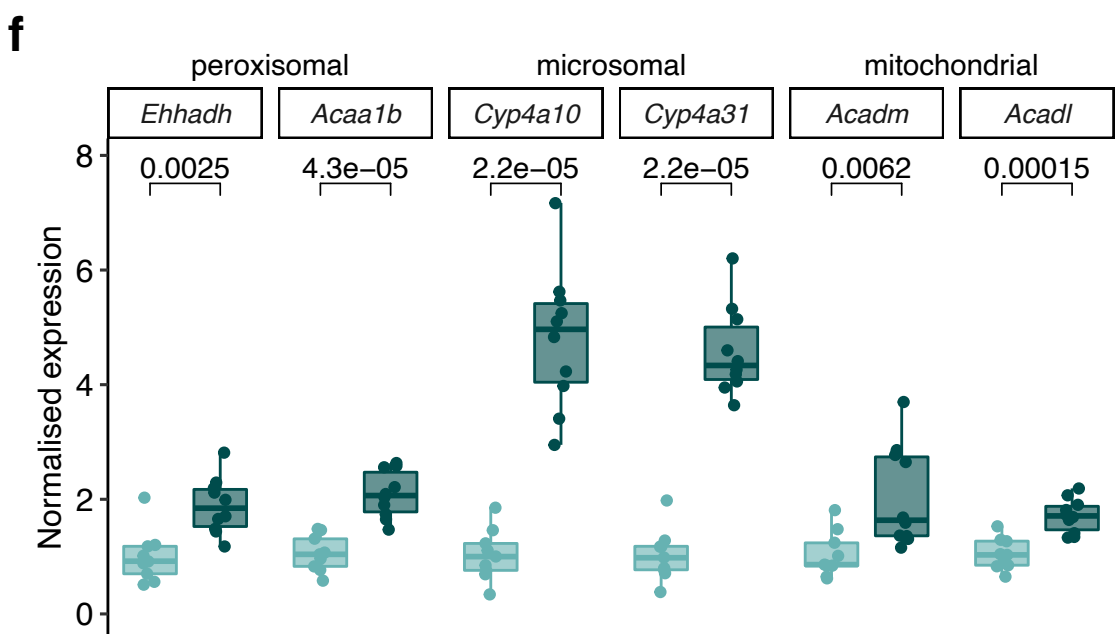 f
peroxisomal microsomal mitochondrial
Ehhadh Acaa1b Cyp4a10 Cyp4a31 Acadm Acadl
8
0.0025 4.3e−05 2.2e−05 2.2e−05 0.0062 0.00015
6
4
2
0
Normalised expression